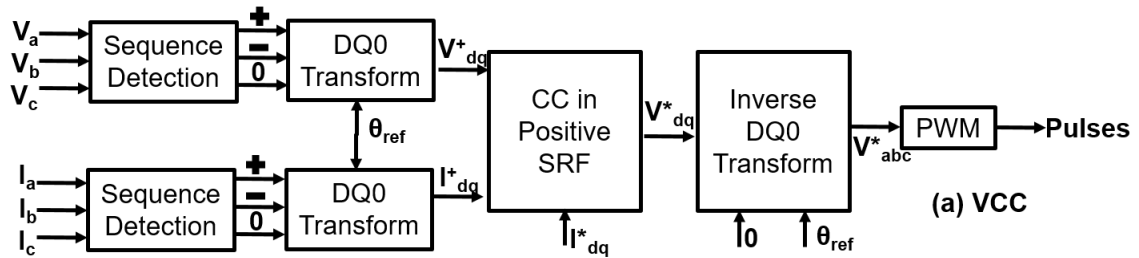 Va
Vb
Vc
Sequence
Detection
+
−
0
DQ0
Transform
V+dq
θref
Ia
Ib
Ic
Sequence
Detection
+
−
0
DQ0
Transform
I+dq
CC in
Positive
SRF
I*dq
V*dq
Inverse
DQ0
Transform
0
θref
V*abc
PWM
Pulses
(a) VCC